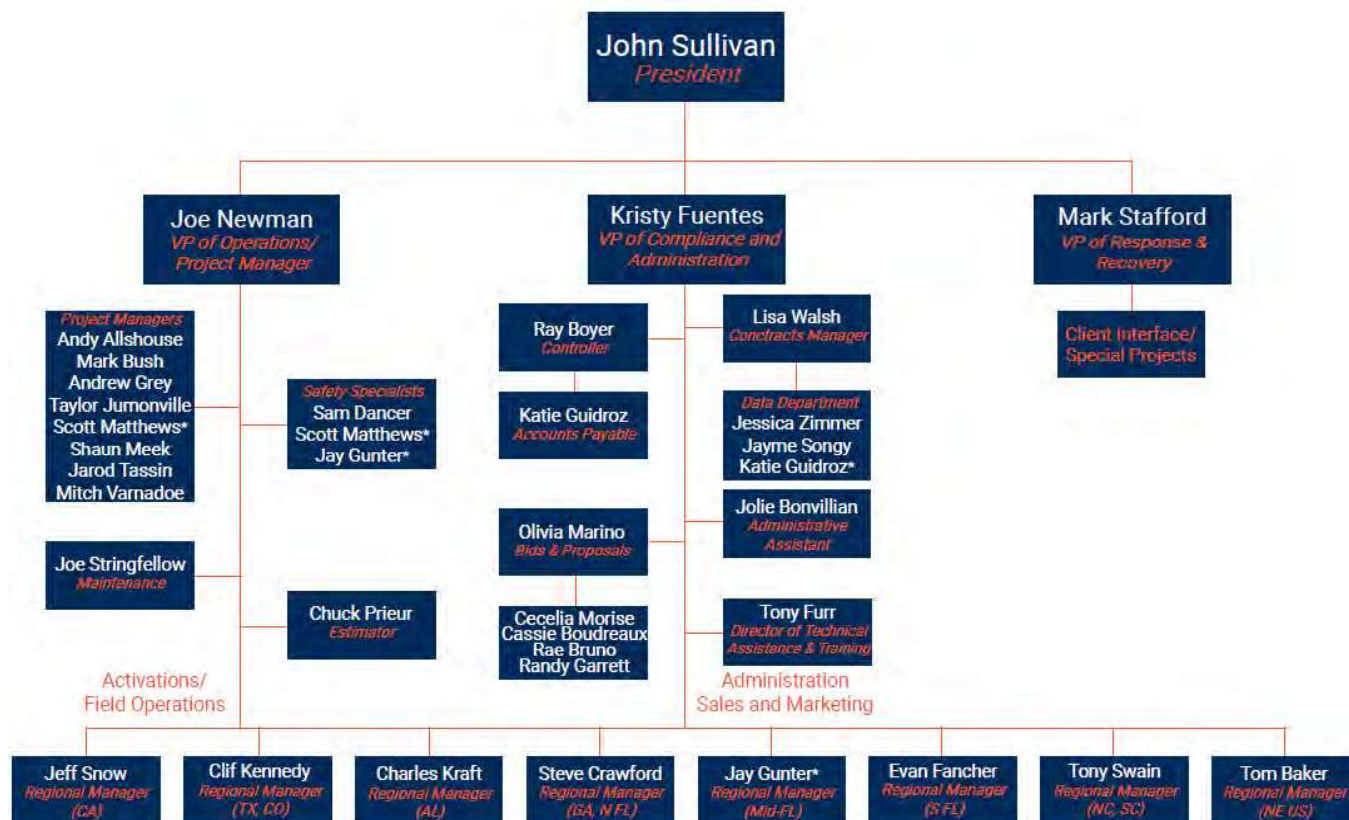 John Sullivan
President
Joe Newman
VP of Operations/
Project Manager
Kristy Fuentes
VP of Compliance and
Administration
Mark Stafford
VP of Response &
Recovery
Project Managers
Andy Allshouse
Mark Bush
Andrew Grey
Taylor Jumonville
Scott Matthews*
Shaun Meek
Jarod Tassin
Mitch Varnadoe
Safety Specialists
Sam Dancer
Scott Matthews*
Jay Gunter*
Joe Stringfellow
Maintenance
Chuck Prieur
Estimator
Ray Boyer
Controller
Katie Guidroz
Accounts Payable
Olivia Marino
Bids & Proposals
Cecelia Morise
Cassie Boudreaux
Rae Bruno
Randy Garrett
Lisa Walsh
Conctracts Manager
Data Department
Jessica Zimmer
Jayme Songy
Katie Guidroz*
Jolie Bonvillian
Administrative
Assistant
Tony Furr
Director of Technical
Assistance & Training
Client Interface/
Special Projects
Activations/
Field Operations
Administration
Sales and Marketing
Jeff Snow
Regional Manager
(CA)
Clif Kennedy
Regional Manager
(TX, CO)
Charles Kraft
Regional Manager
(AL)
Steve Crawford
Regional Manager
(GA, N FL)
Jay Gunter*
Regional Manager
(Mid-FL)
Evan Fancher
Regional Manager
(S FL)
Tony Swain
Regional Manager
(NC, SC)
Tom Baker
Regional Manager
(NE US)